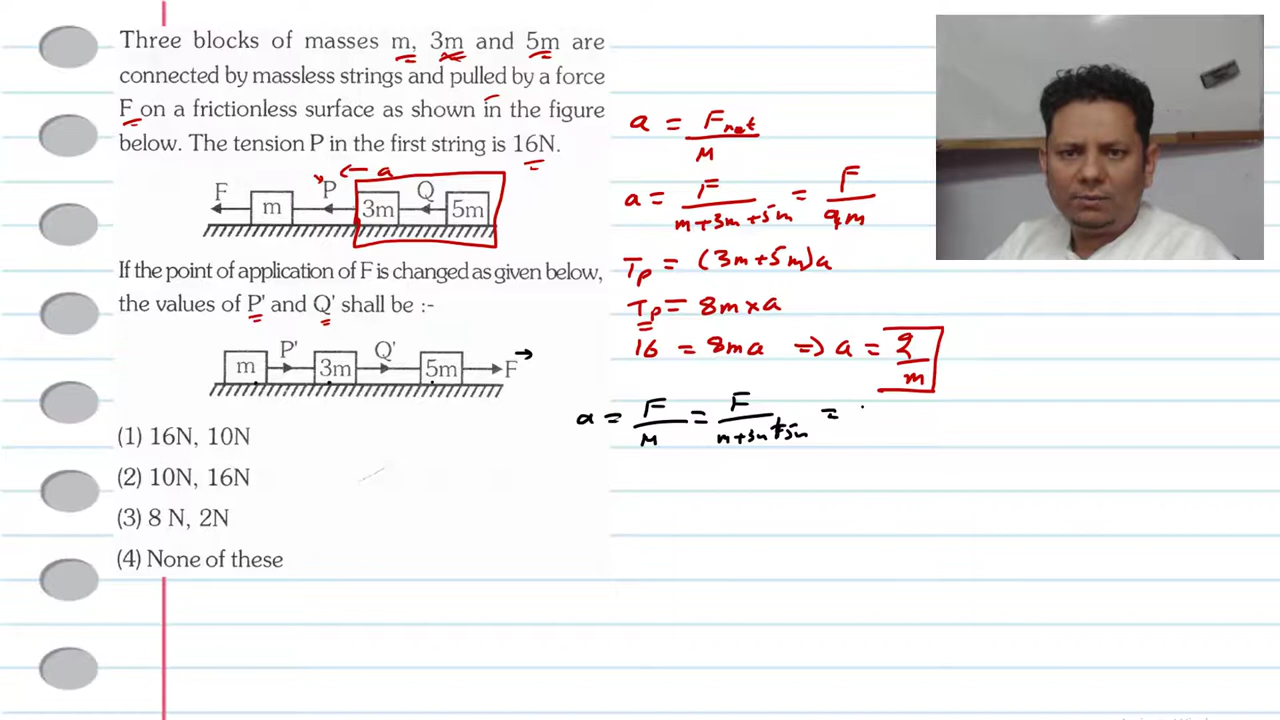 Three blocks of masses m, 3m and 5m are
connected by massless strings and pulled by a force
F on a frictionless surface as shown in the figure
below. The tension P in the first string is 16N.
← a
F m P 3m Q 5m
If the point of application of F is changed as given below,
the values of P' and Q' shall be :-
m P' 3m Q' 5m F →
(1) 16N, 10N
(2) 10N, 16N
(3) 8 N, 2N
(4) None of these
a = Fnet / M
a = F / m+3m+5m = F / 9m
Tp = (3m+5m)a
Tp = 8m×a
16 = 8ma ⇒ a = 2 / m
a = F / M = F / m+3m+5m =